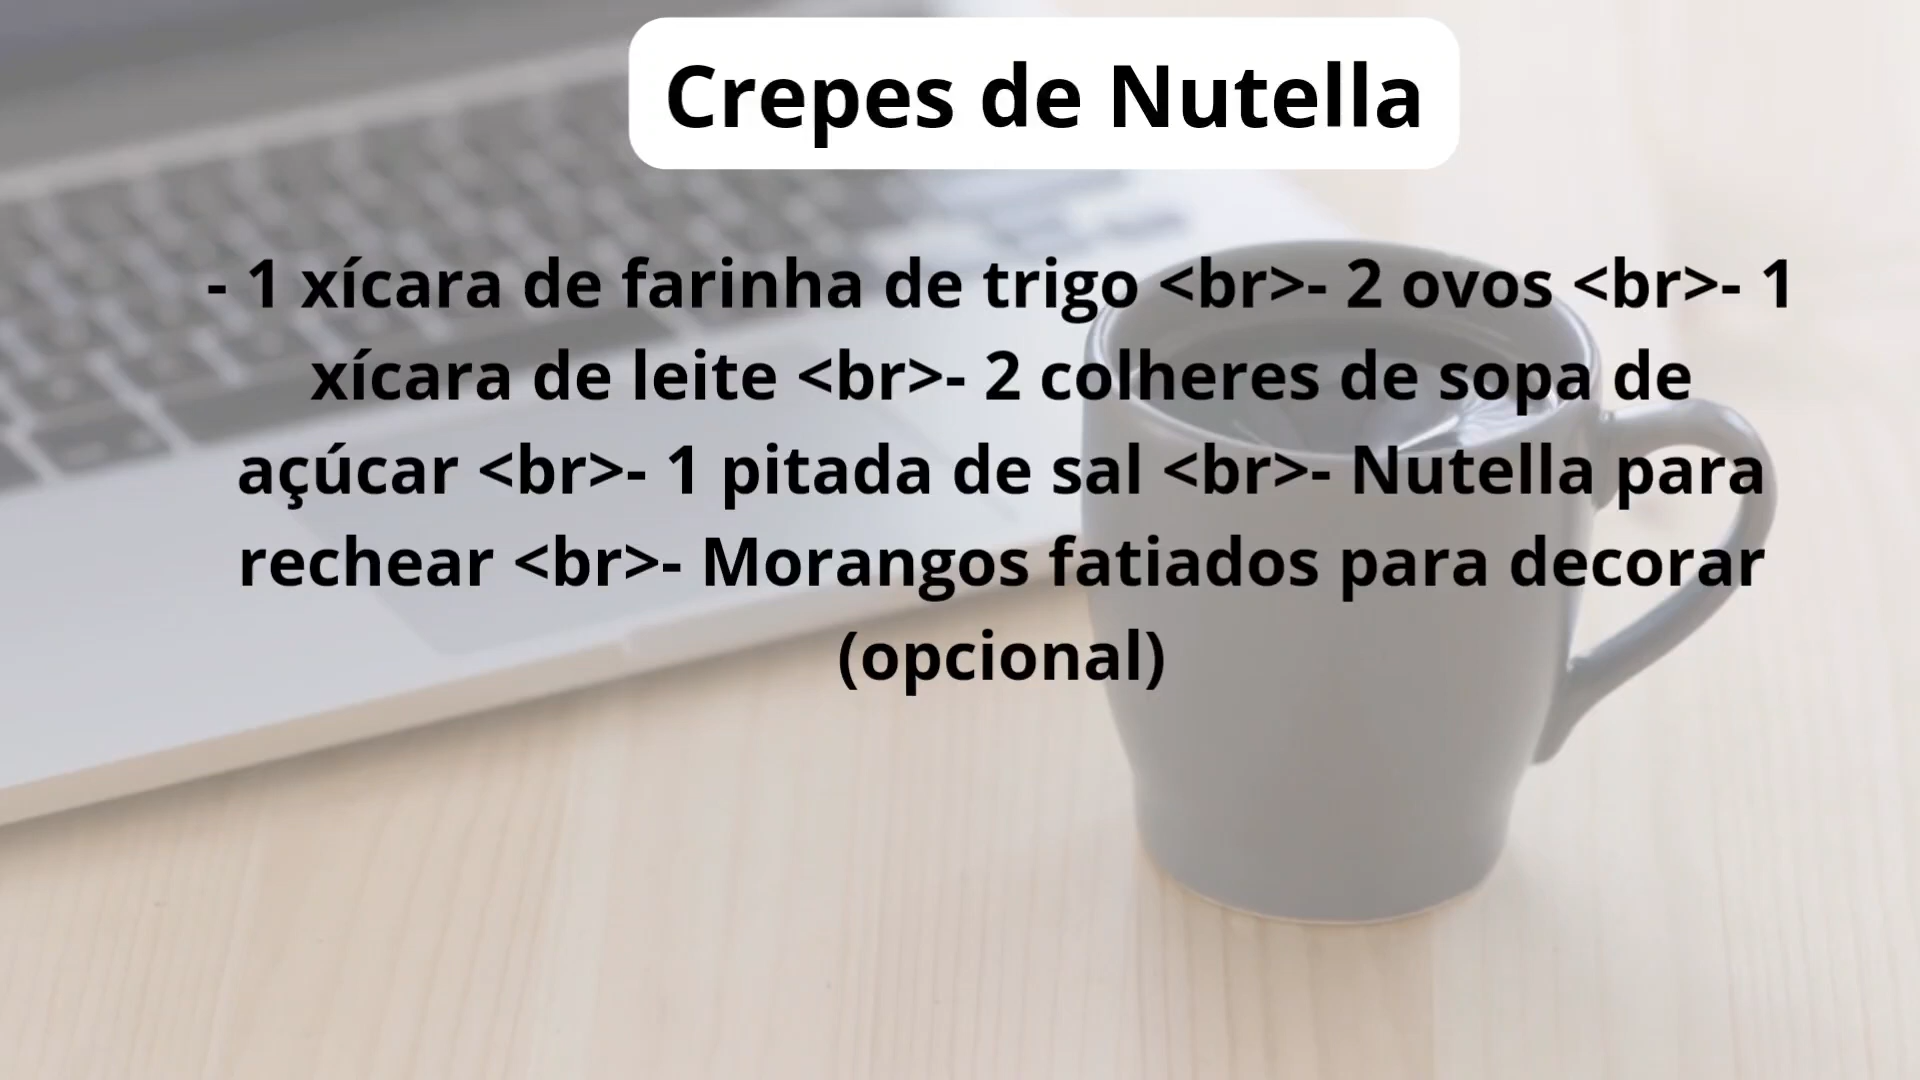 Crepes de Nutella
- 1 xícara de farinha de trigo <br>- 2 ovos <br>- 1
xícara de leite <br>- 2 colheres de sopa de
açúcar <br>- 1 pitada de sal <br>- Nutella para
rechear <br>- Morangos fatiados para decorar
(opcional)